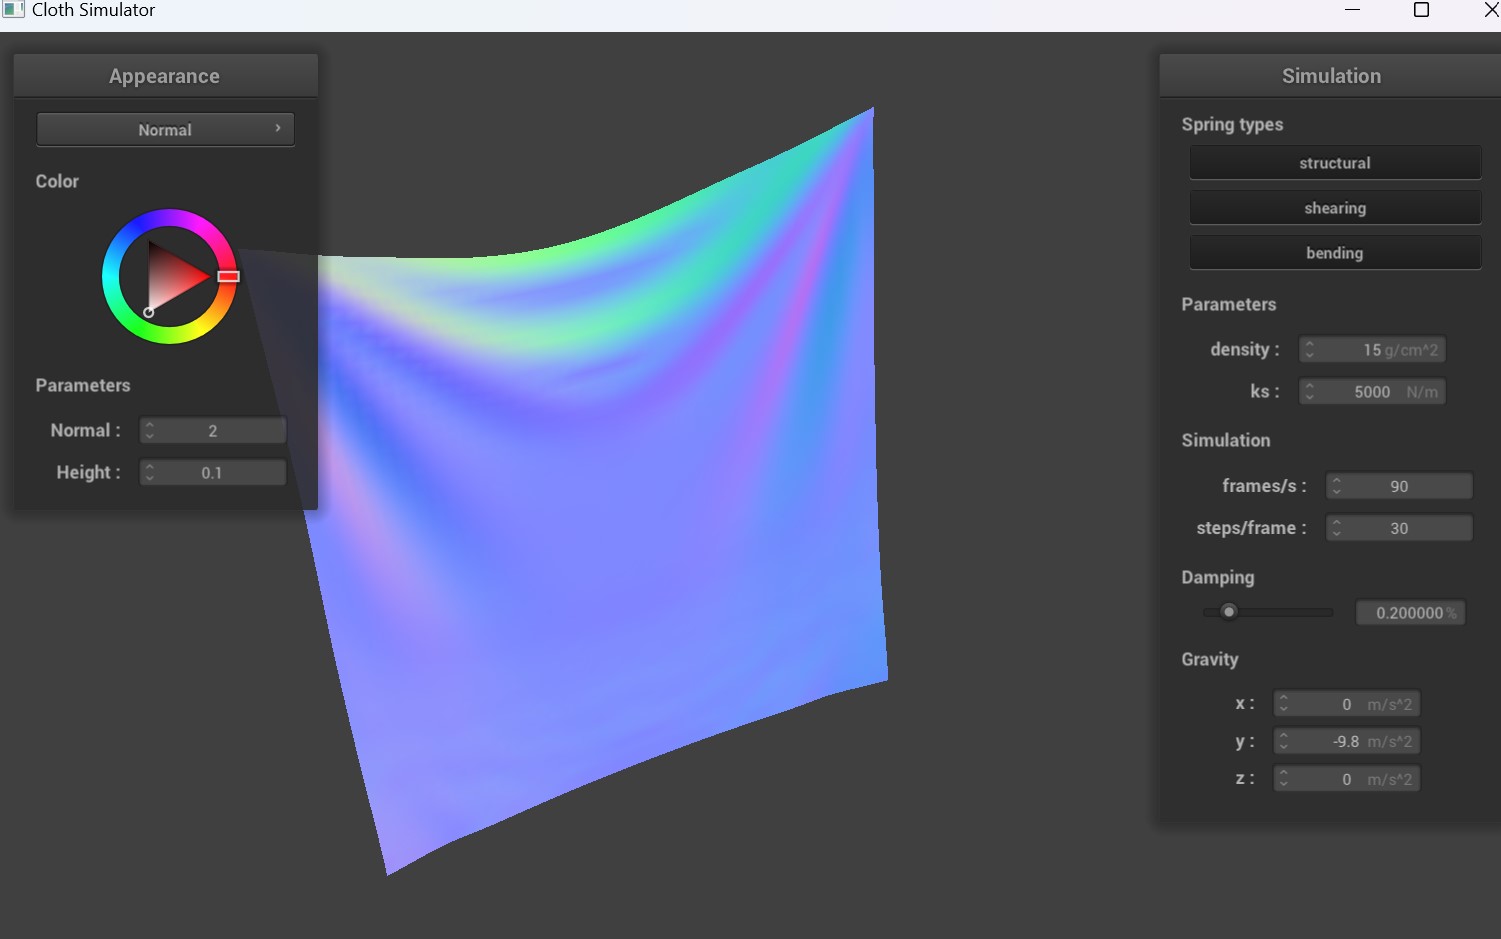 Cloth Simulator
Appearance
Normal
Color
Parameters
Normal : 2
Height : 0.1
Simulation
Spring types
structural
shearing
bending
Parameters
density : 15 g/cm^2
ks : 5000 N/m
Simulation
frames/s : 90
steps/frame : 30
Damping
0.200000 %
Gravity
x : 0 m/s^2
y : -9.8 m/s^2
z : 0 m/s^2